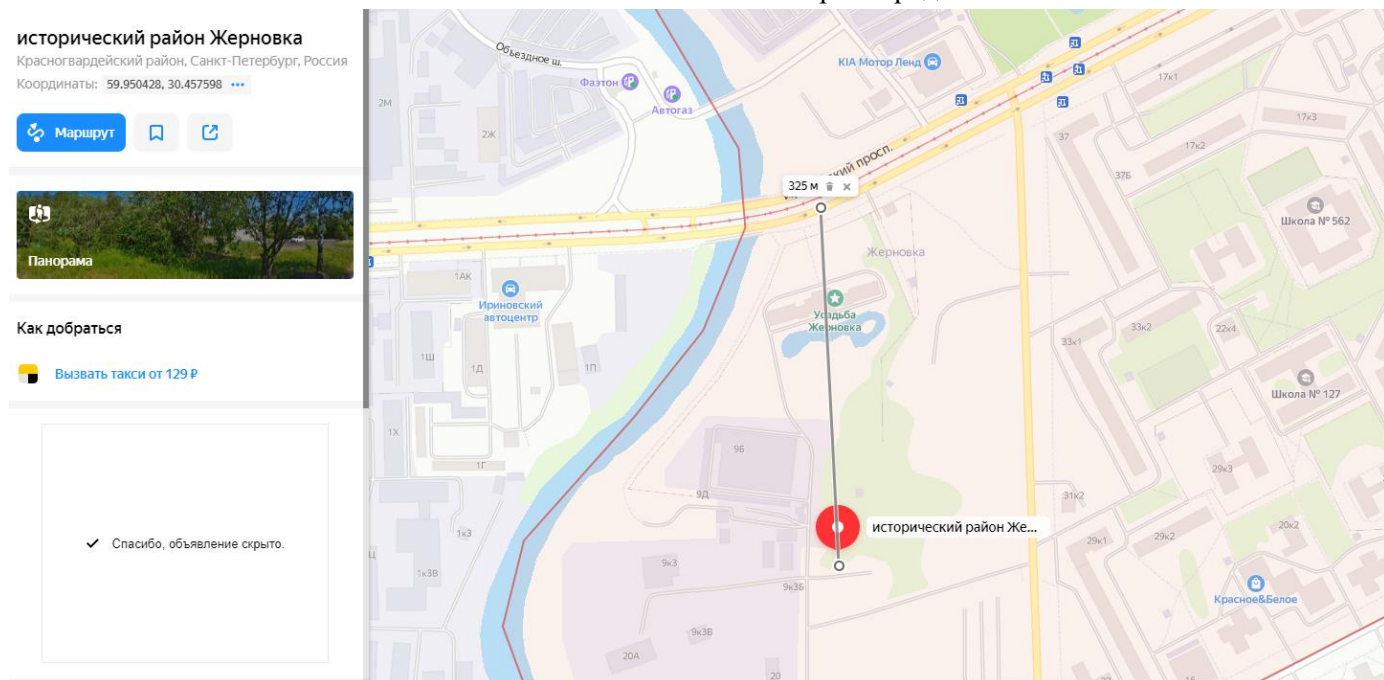 исторический район Жерновка
Красногвардейский район, Санкт-Петербург, Россия
Координаты: 59.950428, 30.457598 •••
Маршрут
Панорама
Как добраться
Вызвать такси от 129 ₽
Спасибо, объявление скрыто.
Объездное ш.
Фаэтон
Автогаз
KIA Мотор Ленд
2М
2Ж
17к1
17к3
17к2
37
37Б
ский просп.
325 м
Школа № 562
Жерновка
1АК
Ириновский
автоцентр
Усадьба
Жерновка
33к2
22к4
33к1
1Ш
1Д
1П
Школа № 127
1Х
1Г
9Б
29к3
9Д
31к2
исторический район Же...
20к2
29к1
29к2
1к3
9к3
1к3В
9к3Б
Красное&Белое
9к3В
20А
20